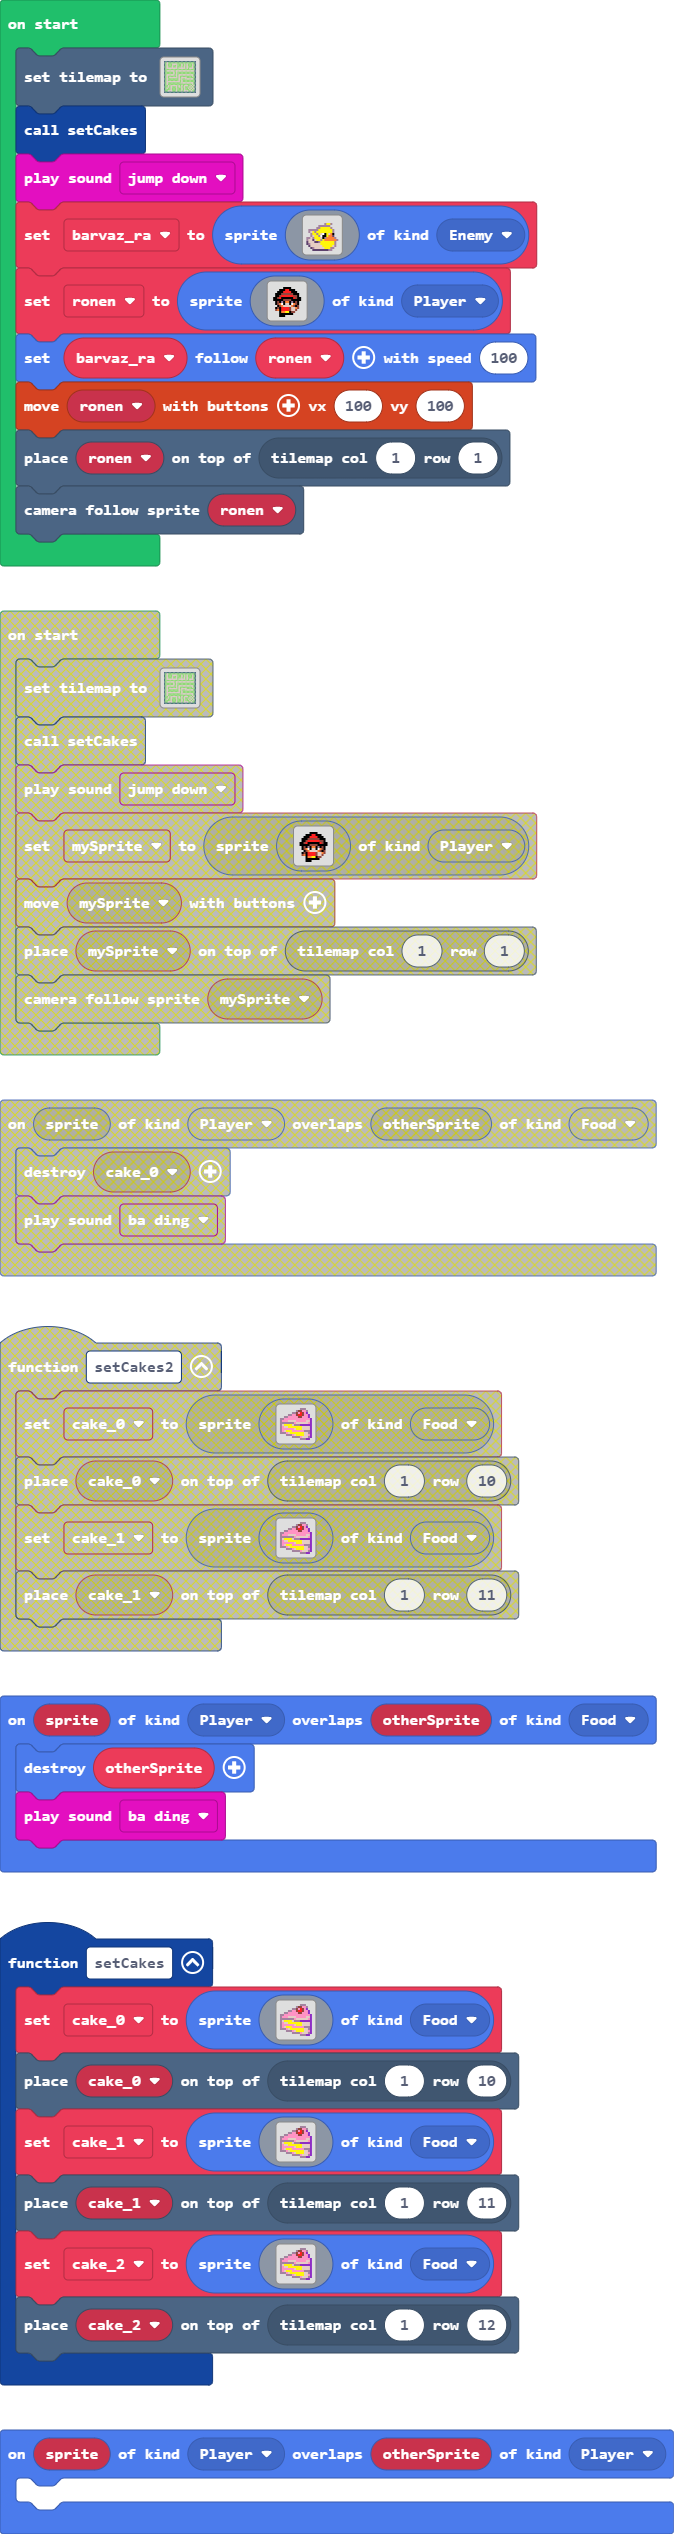 on start
set tilemap to
call setCakes
play sound jump down
set barvaz_ra to sprite of kind Enemy
set ronen to sprite of kind Player
set barvaz_ra follow ronen with speed 100
move ronen with buttons vx 100 vy 100
place ronen on top of tilemap col 1 row 1
camera follow sprite ronen
on start
set tilemap to
call setCakes
play sound jump down
set mySprite to sprite of kind Player
move mySprite with buttons
place mySprite on top of tilemap col 1 row 1
camera follow sprite mySprite
on sprite of kind Player overlaps otherSprite of kind Food
destroy cake_0
play sound ba ding
function setCakes2
set cake_0 to sprite of kind Food
place cake_0 on top of tilemap col 1 row 10
set cake_1 to sprite of kind Food
place cake_1 on top of tilemap col 1 row 11
on sprite of kind Player overlaps otherSprite of kind Food
destroy otherSprite
play sound ba ding
function setCakes
set cake_0 to sprite of kind Food
place cake_0 on top of tilemap col 1 row 10
set cake_1 to sprite of kind Food
place cake_1 on top of tilemap col 1 row 11
set cake_2 to sprite of kind Food
place cake_2 on top of tilemap col 1 row 12
on sprite of kind Player overlaps otherSprite of kind Player